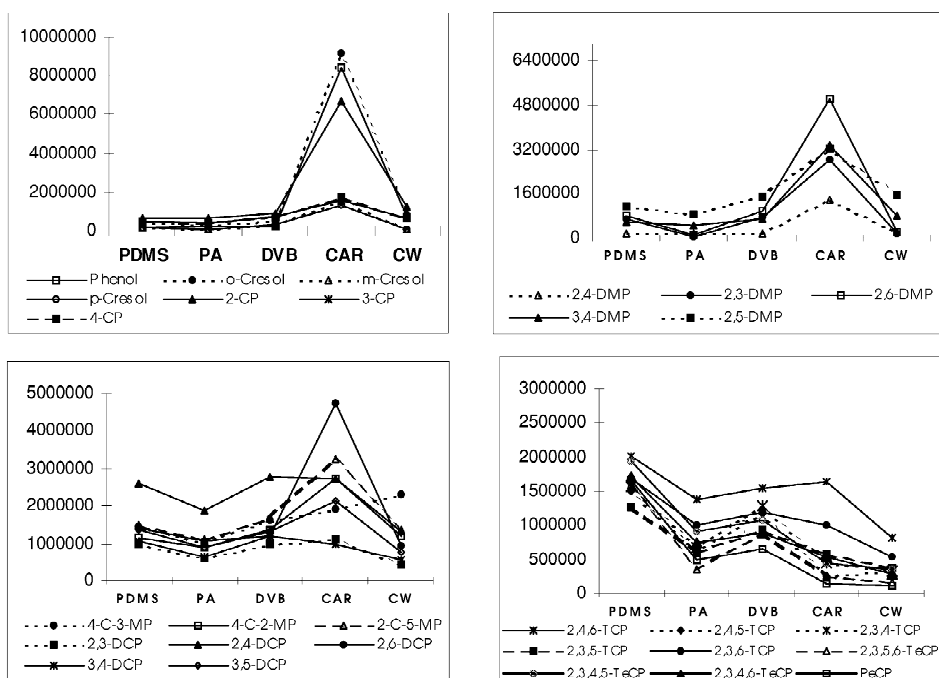 10000000
8000000
6000000
4000000
2000000
0
PDMS PA DVB CAR CW
Phenol o-Cresol m-Cresol
p-Cresol 2-CP 3-CP
4-CP
6400000
4800000
3200000
1600000
0
PDMS PA DVB CAR CW
2,4-DMP 2,3-DMP 2,6-DMP
3,4-DMP 2,5-DMP
5000000
4000000
3000000
2000000
1000000
0
PDMS PA DVB CAR CW
4-C-3-MP 4-C-2-MP 2-C-5-MP
2,3-DCP 2,4-DCP 2,6-DCP
3,4-DCP 3,5-DCP
3000000
2500000
2000000
1500000
1000000
500000
0
PDMS PA DVB CAR CW
2,4,6-TCP 2,4,5-TCP 2,3,4-TCP
2,3,5-TCP 2,3,6-TCP 2,3,5,6-TeCP
2,3,4,5-TeCP 2,3,4,6-TeCP PeCP